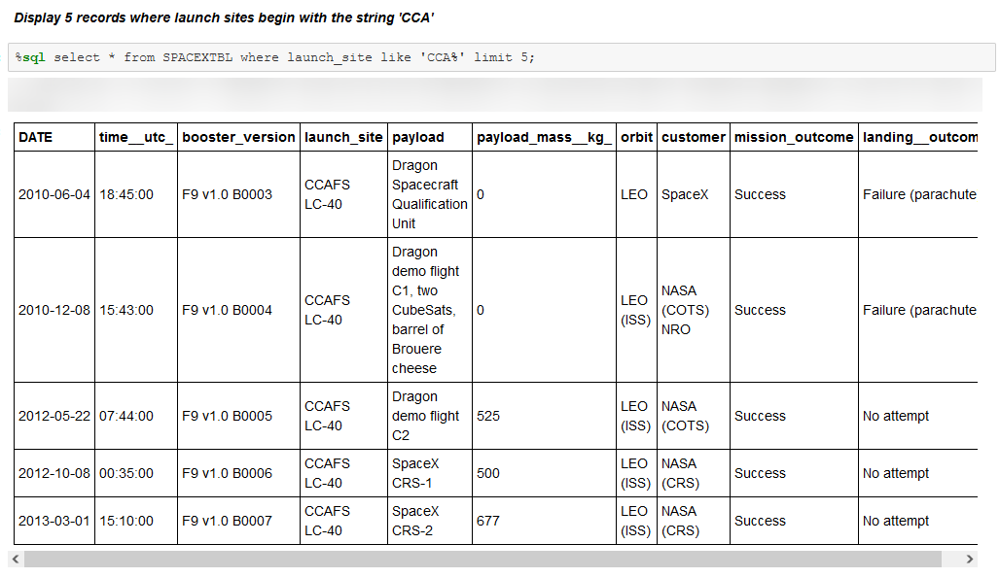 Display 5 records where launch sites begin with the string 'CCA'
%sql select * from SPACEXTBL where launch_site like 'CCA%' limit 5;
DATE time__utc_ booster_version launch_site payload payload_mass__kg_ orbit customer mission_outcome landing__outcom
2010-06-04 18:45:00 F9 v1.0 B0003 CCAFS LC-40 Dragon Spacecraft Qualification Unit 0 LEO SpaceX Success Failure (parachute
2010-12-08 15:43:00 F9 v1.0 B0004 CCAFS LC-40 Dragon demo flight C1, two CubeSats, barrel of Brouere cheese 0 LEO (ISS) NASA (COTS) NRO Success Failure (parachute
2012-05-22 07:44:00 F9 v1.0 B0005 CCAFS LC-40 Dragon demo flight C2 525 LEO (ISS) NASA (COTS) Success No attempt
2012-10-08 00:35:00 F9 v1.0 B0006 CCAFS LC-40 SpaceX CRS-1 500 LEO (ISS) NASA (CRS) Success No attempt
2013-03-01 15:10:00 F9 v1.0 B0007 CCAFS LC-40 SpaceX CRS-2 677 LEO (ISS) NASA (CRS) Success No attempt